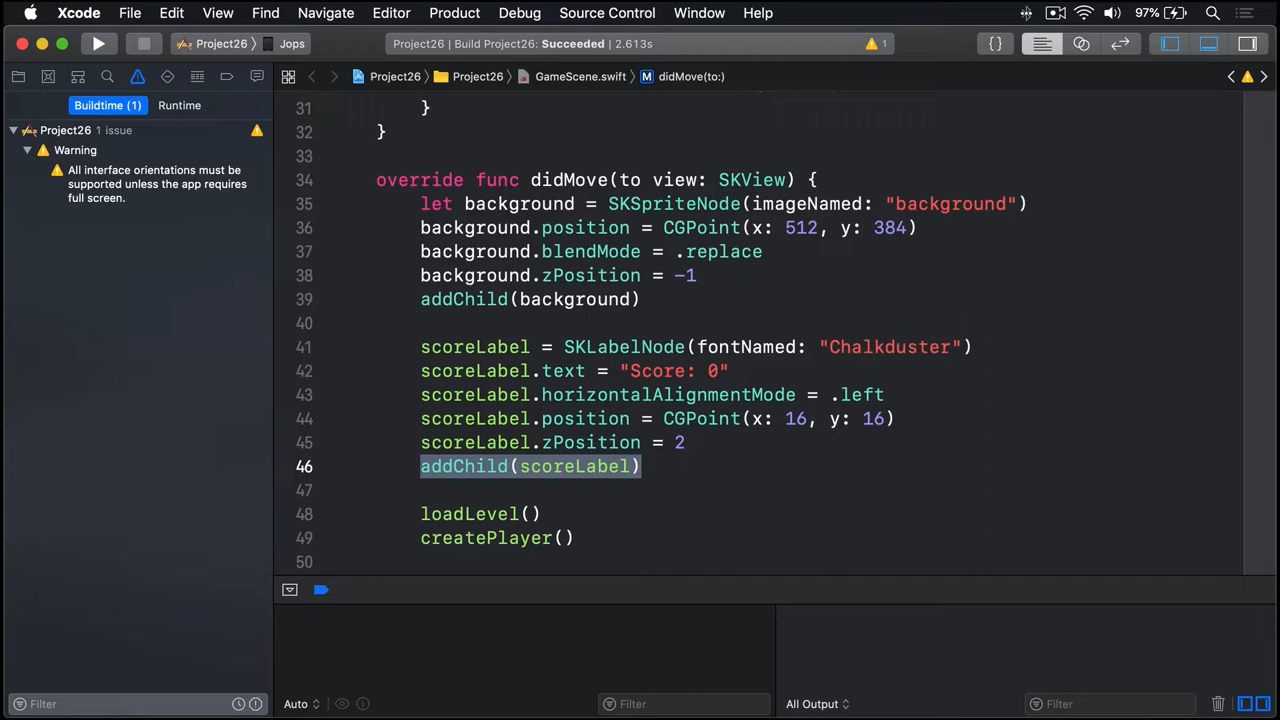 Xcode File Edit View Find Navigate Editor Product Debug Source Control Window Help 97%
Project26 Jops Project26 | Build Project26: Succeeded | 2.613s 1
Project26 Project26 GameScene.swift M didMove(to:)
Buildtime (1) Runtime
Project26 1 issue
Warning
All interface orientations must be
supported unless the app requires
full screen.
31 }
32 }
33
34 override func didMove(to view: SKView) {
35 let background = SKSpriteNode(imageNamed: "background")
36 background.position = CGPoint(x: 512, y: 384)
37 background.blendMode = .replace
38 background.zPosition = -1
39 addChild(background)
40
41 scoreLabel = SKLabelNode(fontNamed: "Chalkduster")
42 scoreLabel.text = "Score: 0"
43 scoreLabel.horizontalAlignmentMode = .left
44 scoreLabel.position = CGPoint(x: 16, y: 16)
45 scoreLabel.zPosition = 2
46 addChild(scoreLabel)
47
48 loadLevel()
49 createPlayer()
50
Filter Auto Filter All Output Filter